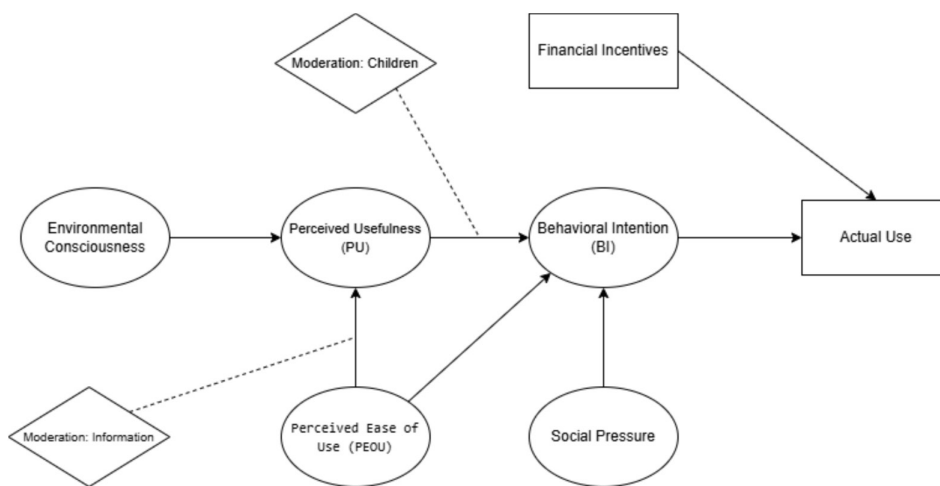 Moderation: Children
Financial Incentives
Environmental
Consciousness
Perceived Usefulness
(PU)
Behavioral Intention
(BI)
Actual Use
Moderation: Information
Perceived Ease of
Use (PEOU)
Social Pressure